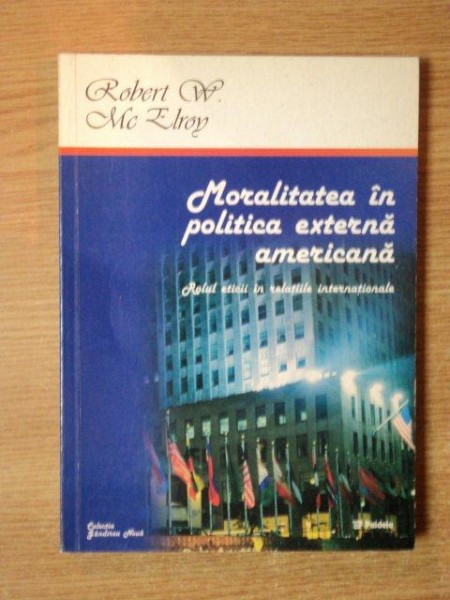 Robert W.
Mc Elroy
Moralitatea în
politica externă
americană
Rolul eticii în relațiile internaționale
Colecția
Gândirea Nouă
Paideia